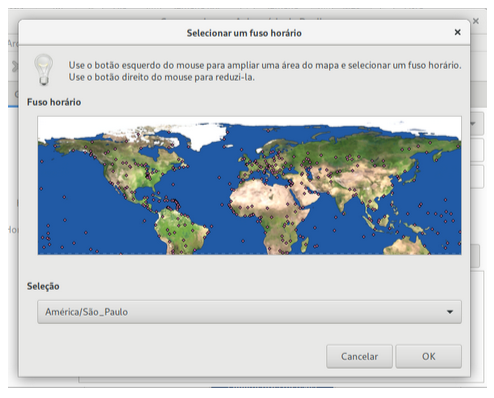 Selecionar um fuso horário
Use o botão esquerdo do mouse para ampliar uma área do mapa e selecionar um fuso horário.
Use o botão direito do mouse para reduzi-la.
Fuso horário
Seleção
América/São_Paulo
Cancelar
OK